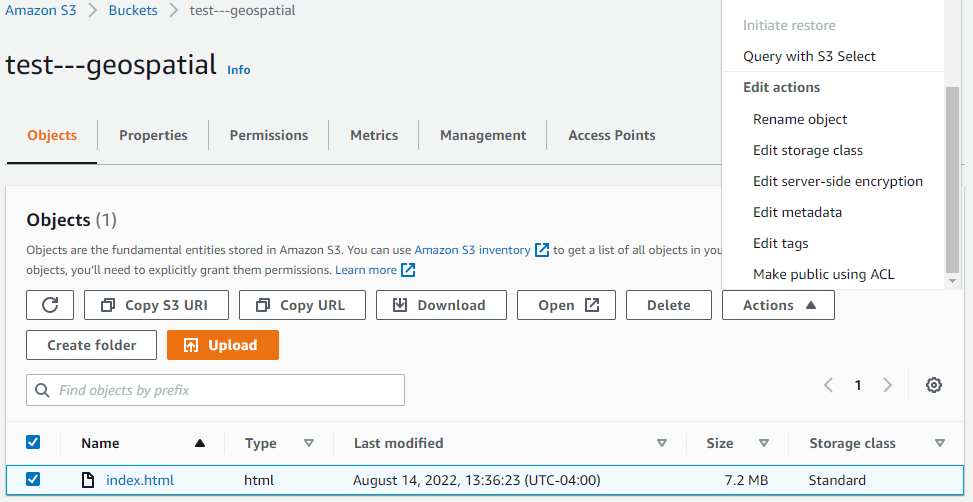 Amazon S3 > Buckets > test---geospatial
test---geospatial Info
Initiate restore
Query with S3 Select
Edit actions
Rename object
Edit storage class
Edit server-side encryption
Edit metadata
Edit tags
Make public using ACL
Objects Properties Permissions Metrics Management Access Points
Objects (1)
Objects are the fundamental entities stored in Amazon S3. You can use Amazon S3 inventory to get a list of all objects in you
objects, you'll need to explicitly grant them permissions. Learn more
Copy S3 URI Copy URL Download Open Delete Actions
Create folder Upload
Find objects by prefix
1
Name Type Last modified Size Storage class
index.html html August 14, 2022, 13:36:23 (UTC-04:00) 7.2 MB Standard